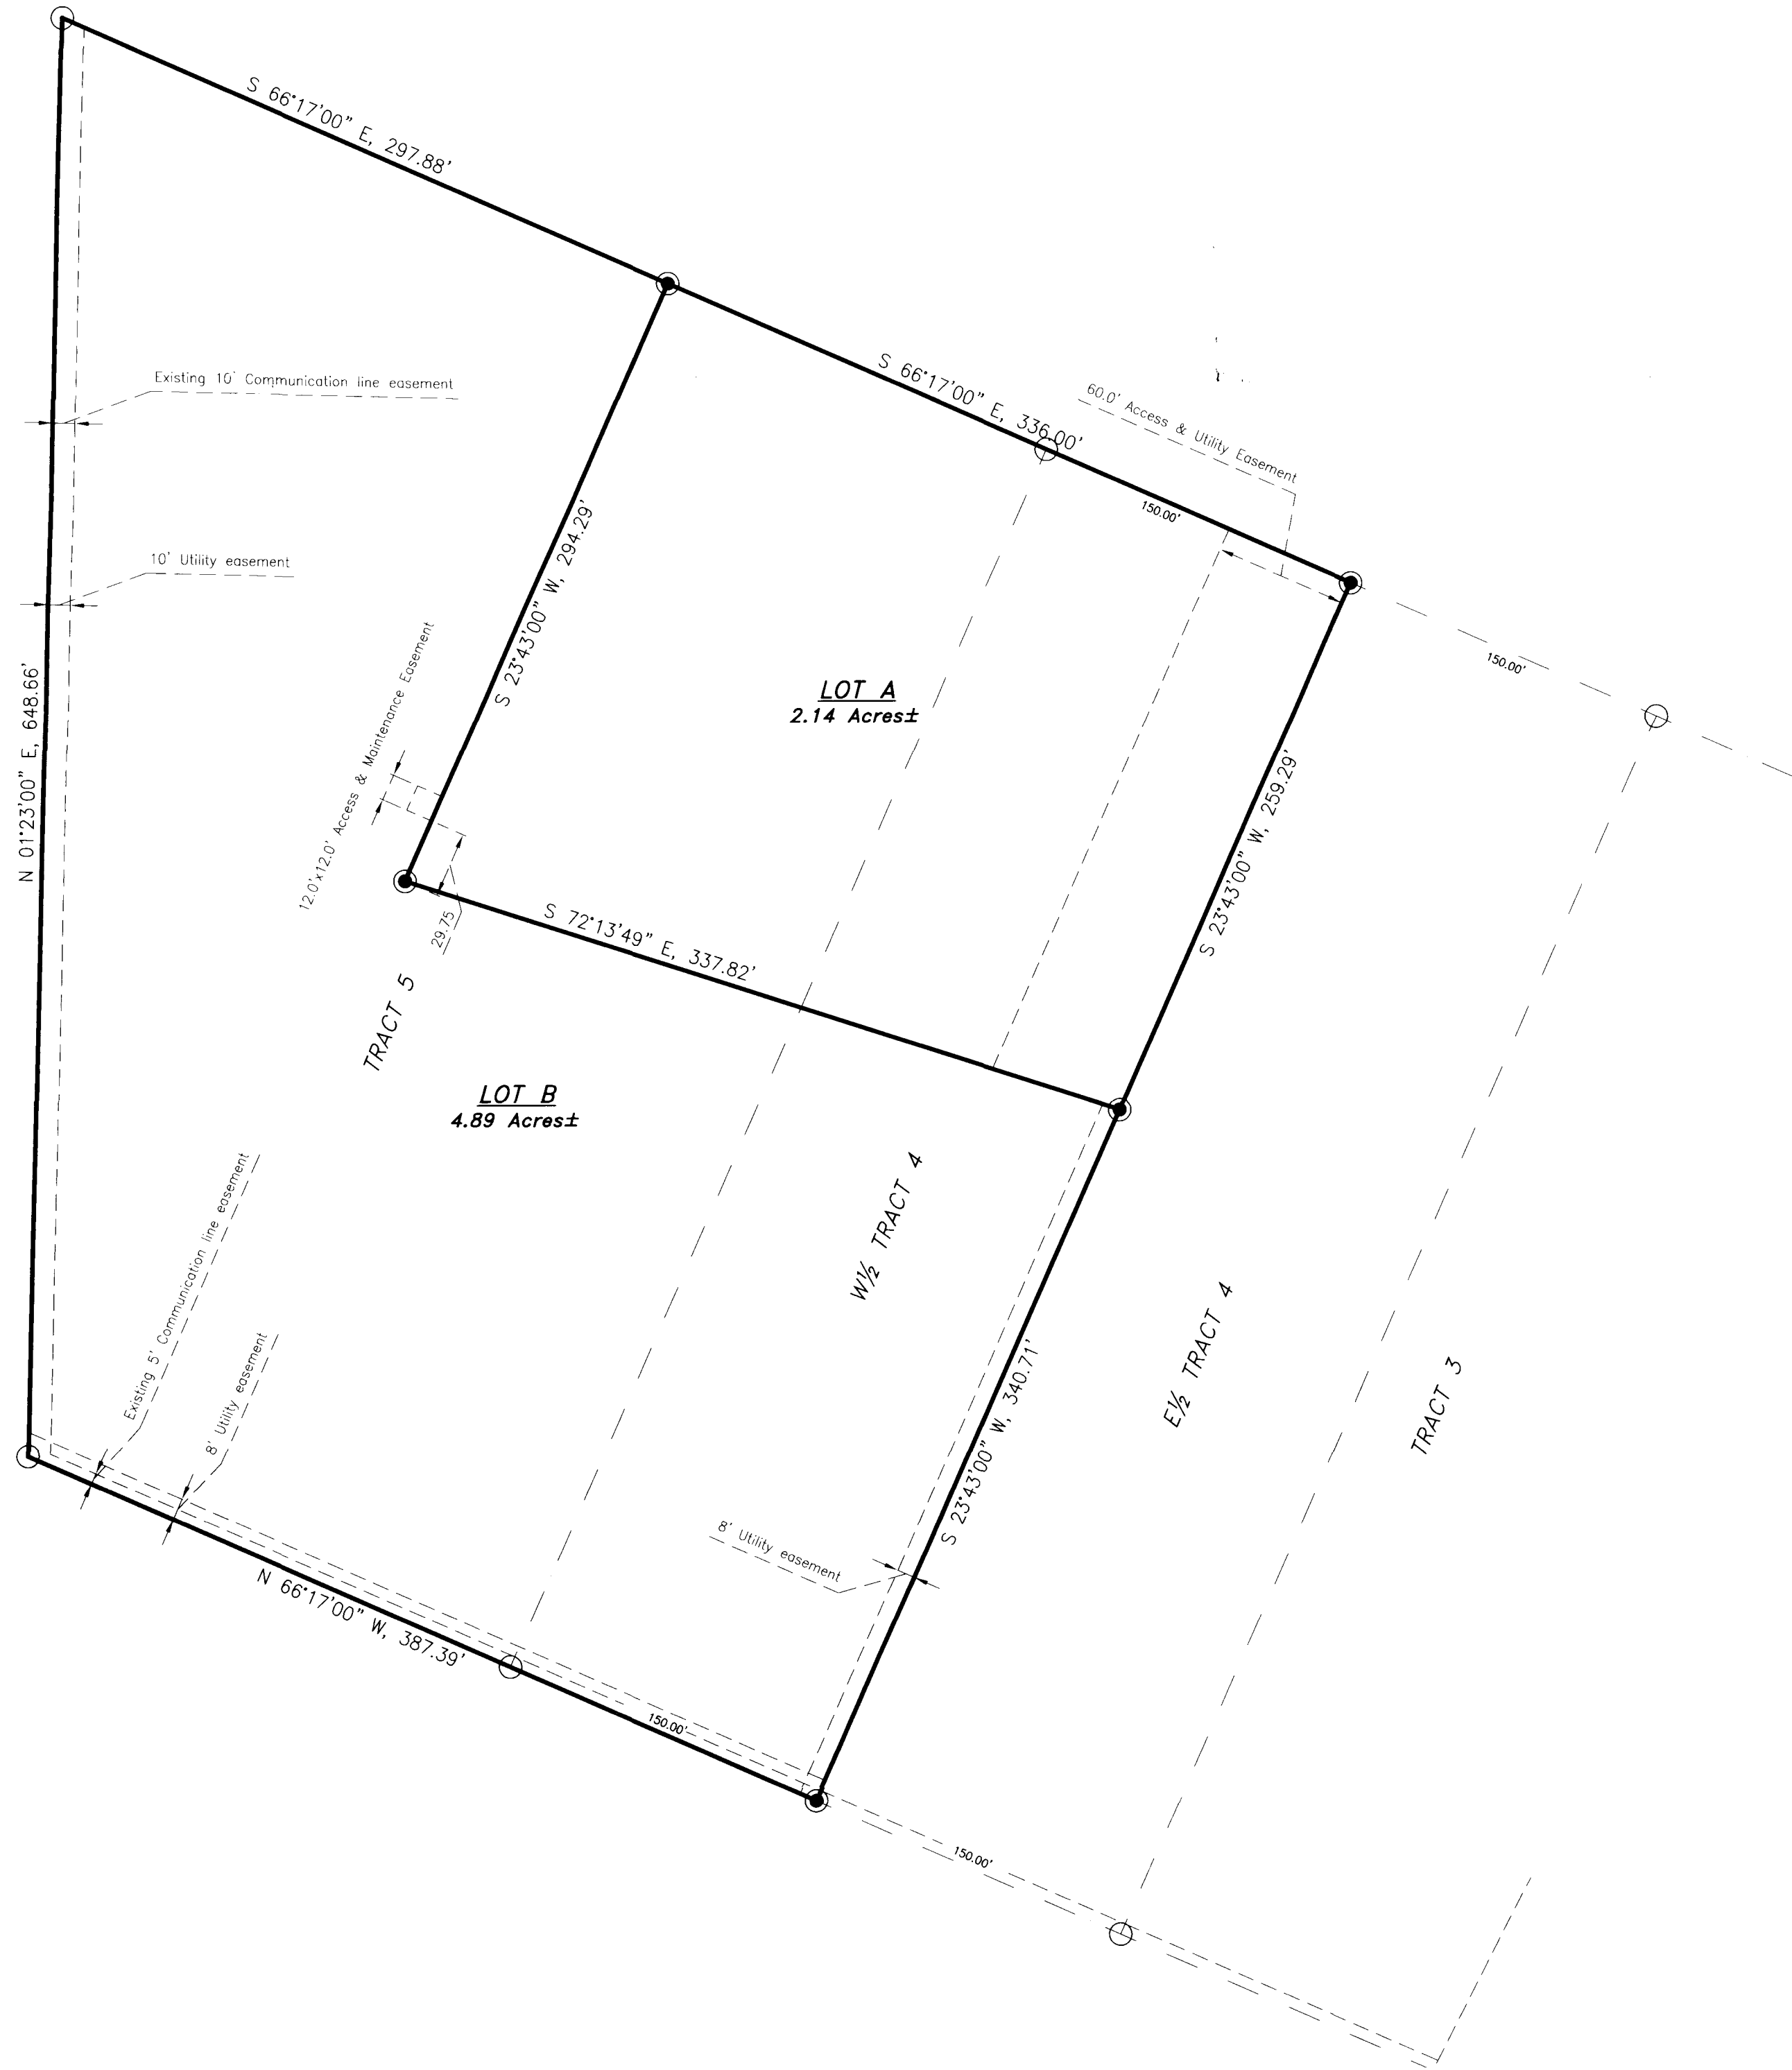 S 66°17'00" E, 297.88'
S 66°17'00" E, 336.00'
60.0' Access & Utility Easement
Existing 10' Communication line easement
150.00'
10' Utility easement
S 23°43'00" W, 294.29'
150.00'
12.0'x12.0' Access & Maintenance Easement
N 01°23'00" E, 648.66'
LOT A
2.14 Acres±
S 23°43'00" W, 259.29'
29.75
S 72°13'49" E, 337.82'
TRACT 5
LOT B
4.89 Acres±
W½ TRACT 4
Existing 5' Communication line easement
E½ TRACT 4
8' Utility easement
TRACT 3
S 23°43'00" W, 340.71'
8' Utility easement
N 66°17'00" W, 387.39'
150.00'
150.00'